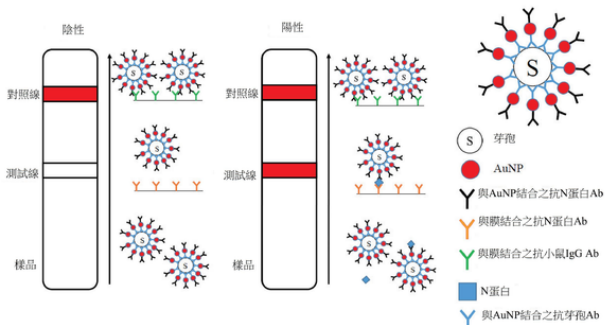 陰性
陽性
對照線
測試線
樣品
S
S
S
S
S
對照線
測試線
樣品
S
S
S
S
S
S
S 芽孢
AuNP
與AuNP結合之抗N蛋白Ab
與膜結合之抗N蛋白Ab
與膜結合之抗小鼠IgG Ab
N蛋白
與AuNP結合之抗芽孢Ab